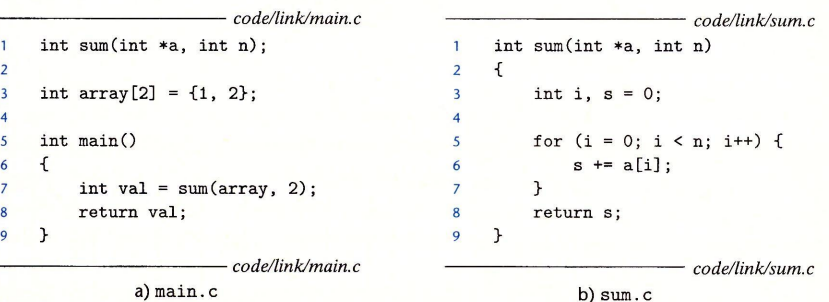 code/link/main.c
1 int sum(int *a, int n);
2
3 int array[2] = {1, 2};
4
5 int main()
6 {
7 int val = sum(array, 2);
8 return val;
9 }
code/link/main.c
a) main.c
code/link/sum.c
1 int sum(int *a, int n)
2 {
3 int i, s = 0;
4
5 for (i = 0; i < n; i++) {
6 s += a[i];
7 }
8 return s;
9 }
code/link/sum.c
b) sum.c